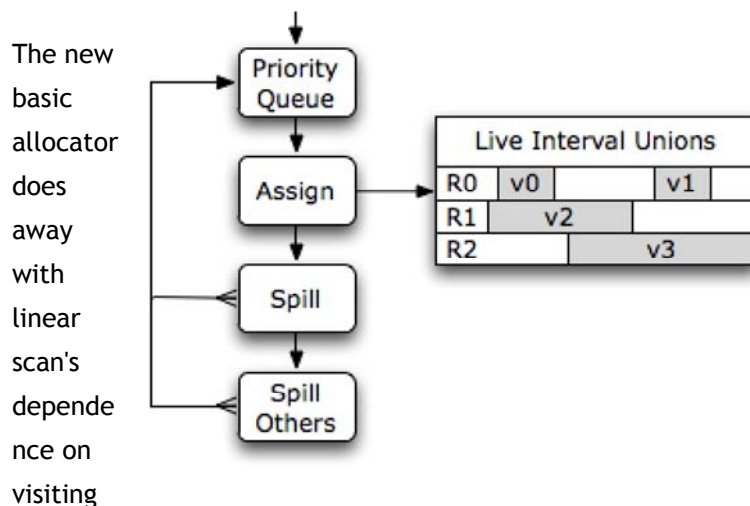 The new
basic
allocator
does
away
with
linear
scan's
depende
nce on
visiting
Priority
Queue
Assign
Spill
Spill
Others
Live Interval Unions
R0 v0 v1
R1 v2
R2 v3